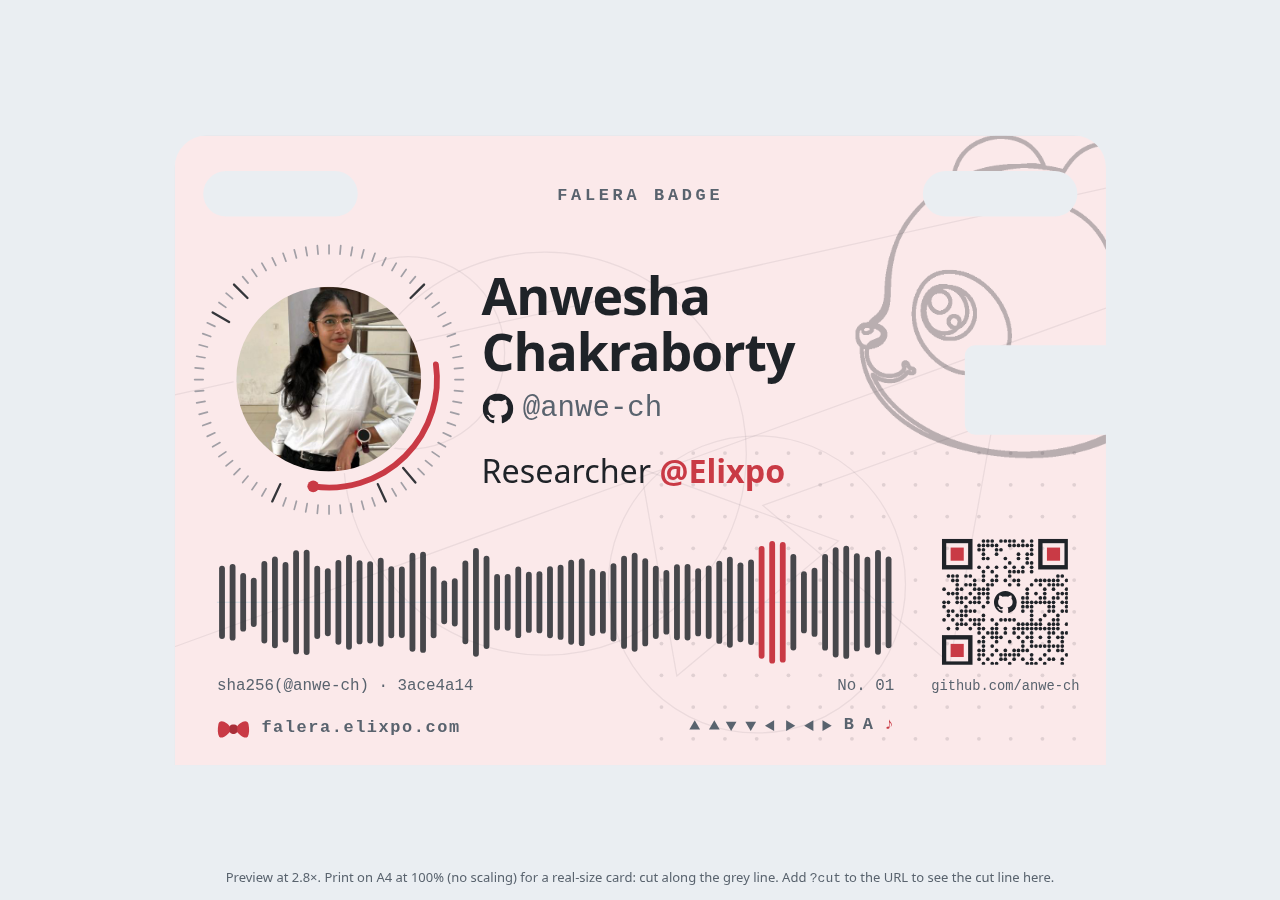 FALERA BADGE
Anwesha
Chakraborty
@anwe-ch
Researcher @Elixpo
sha256(@anwe-ch) · 3ace4a14
No. 01
github.com/anwe-ch
falera.elixpo.com
▲ ▲ ▼ ▼ ◀ ▶ ◀ ▶ B A ♪
Preview at 2.8×. Print on A4 at 100% (no scaling) for a real-size card: cut along the grey line. Add ?cut to the URL to see the cut line here.